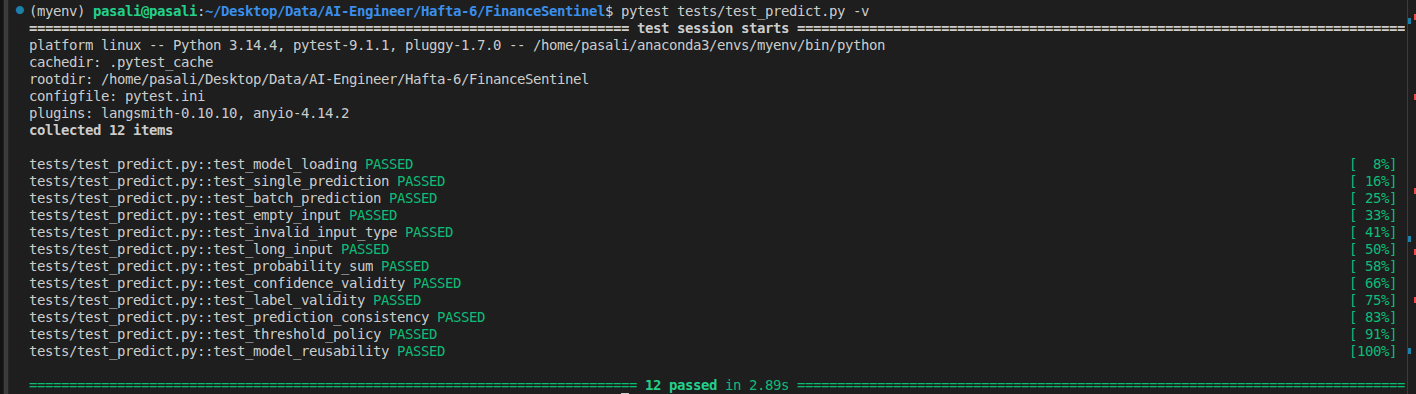 (myenv) pasali@pasali:~/Desktop/Data/AI-Engineer/Hafta-6/FinanceSentinel$ pytest tests/test_predict.py -v
test session starts
platform linux -- Python 3.14.4, pytest-9.1.1, pluggy-1.7.0 -- /home/pasali/anaconda3/envs/myenv/bin/python
cachedir: .pytest_cache
rootdir: /home/pasali/Desktop/Data/AI-Engineer/Hafta-6/FinanceSentinel
configfile: pytest.ini
plugins: langsmith-0.10.10, anyio-4.14.2
collected 12 items
tests/test_predict.py::test_model_loading PASSED [  8%]
tests/test_predict.py::test_single_prediction PASSED [ 16%]
tests/test_predict.py::test_batch_prediction PASSED [ 25%]
tests/test_predict.py::test_empty_input PASSED [ 33%]
tests/test_predict.py::test_invalid_input_type PASSED [ 41%]
tests/test_predict.py::test_long_input PASSED [ 50%]
tests/test_predict.py::test_probability_sum PASSED [ 58%]
tests/test_predict.py::test_confidence_validity PASSED [ 66%]
tests/test_predict.py::test_label_validity PASSED [ 75%]
tests/test_predict.py::test_prediction_consistency PASSED [ 83%]
tests/test_predict.py::test_threshold_policy PASSED [ 91%]
tests/test_predict.py::test_model_reusability PASSED [100%]
12 passed in 2.89s